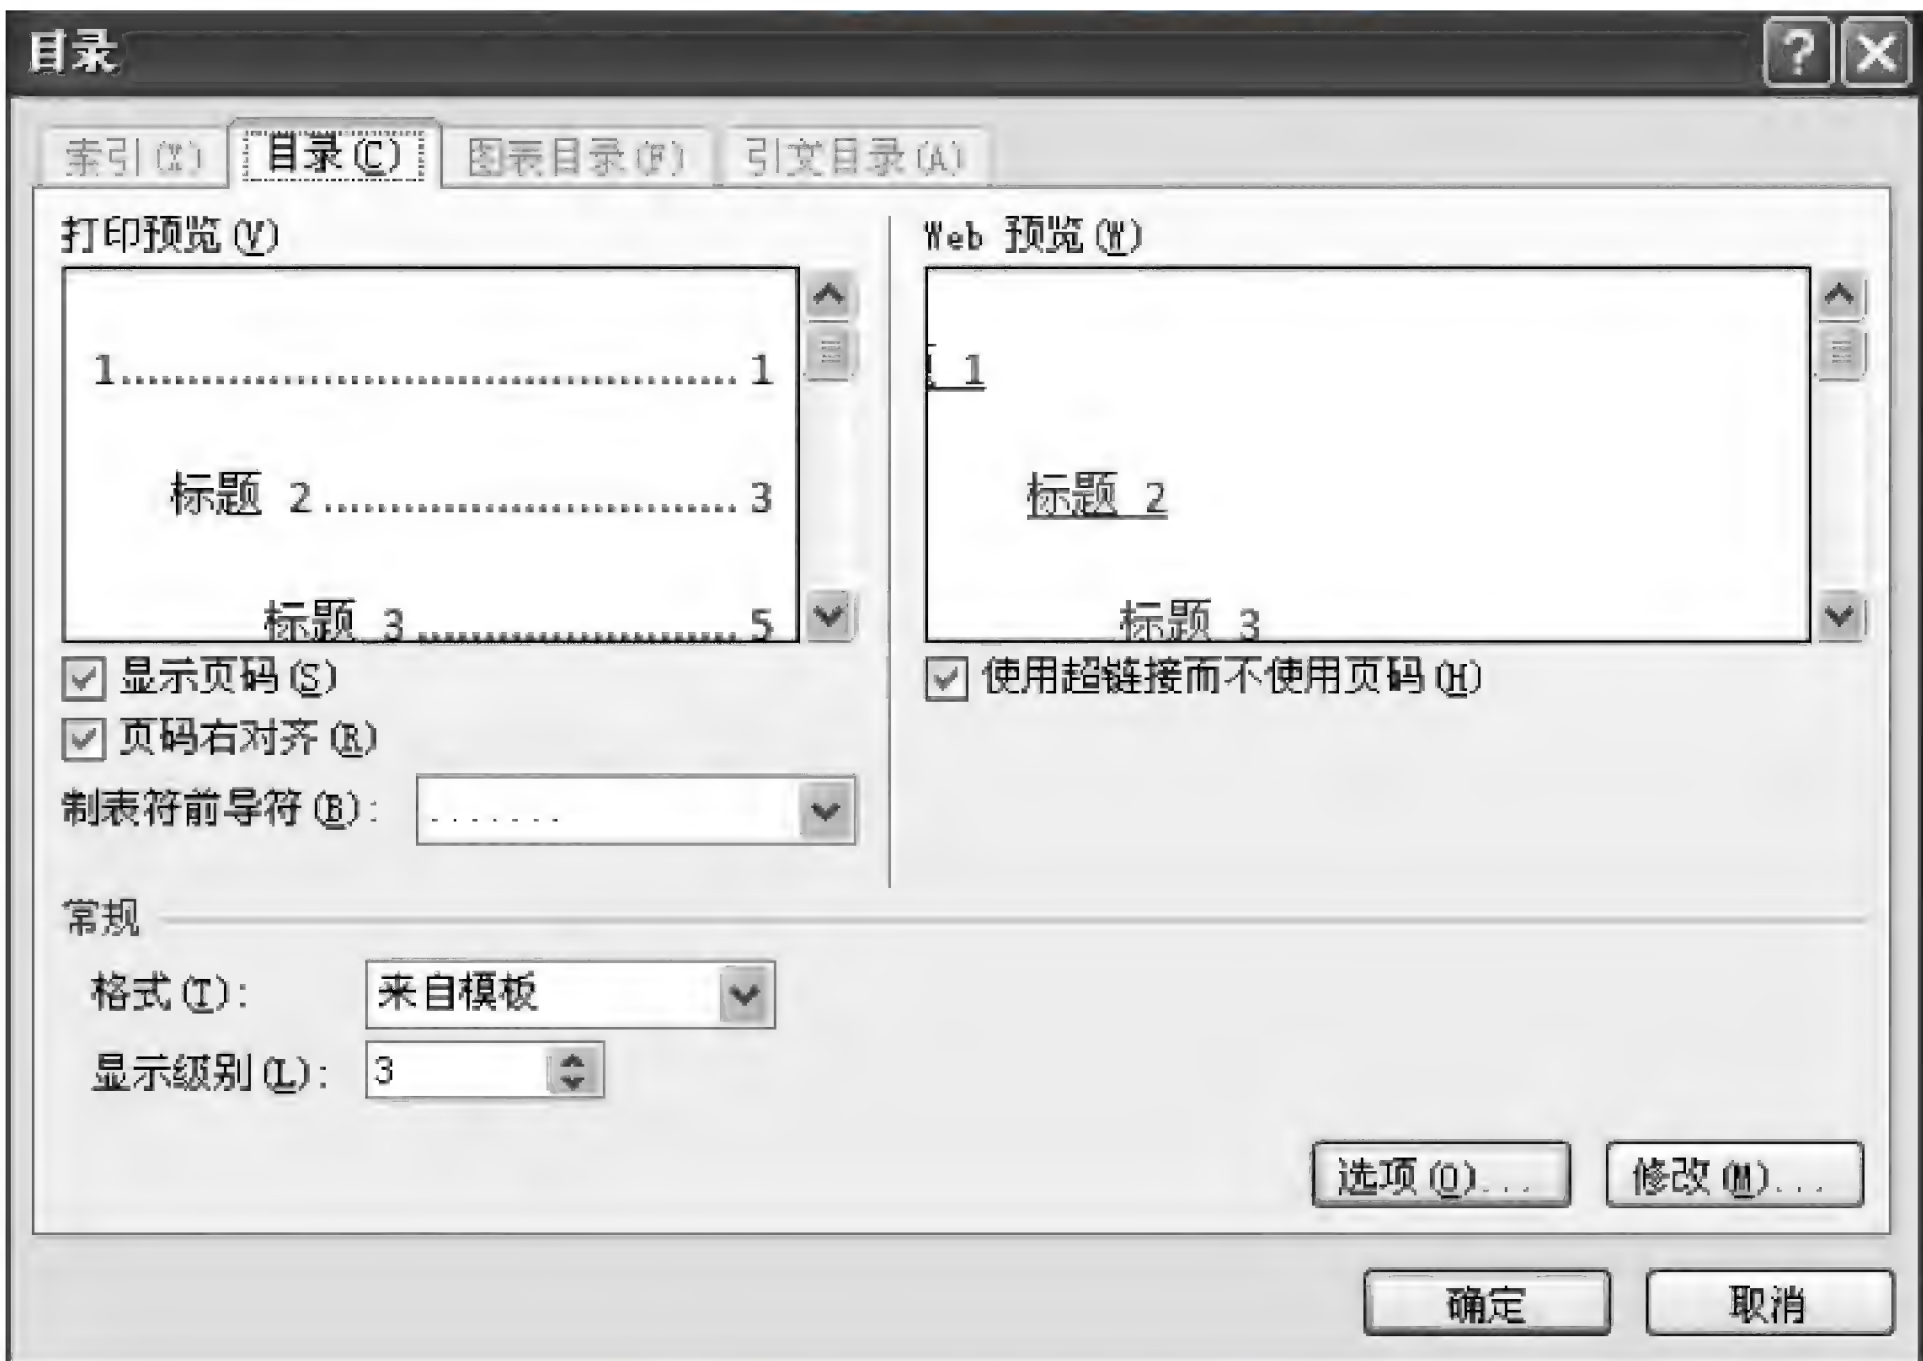 目录
索引(X) 目录(C) 图表目录(F) 引文目录(A)
打印预览(V)
1........................................... 1
标题 2............................. 3
标题 3...................... 5
显示页码(S)
页码右对齐(R)
制表符前导符(B): .......
Web 预览(W)
1
标题 2
标题 3
使用超链接而不使用页码(H)
常规
格式(T): 来自模板
显示级别(L): 3
选项(O)... 修改(M)...
确定 取消